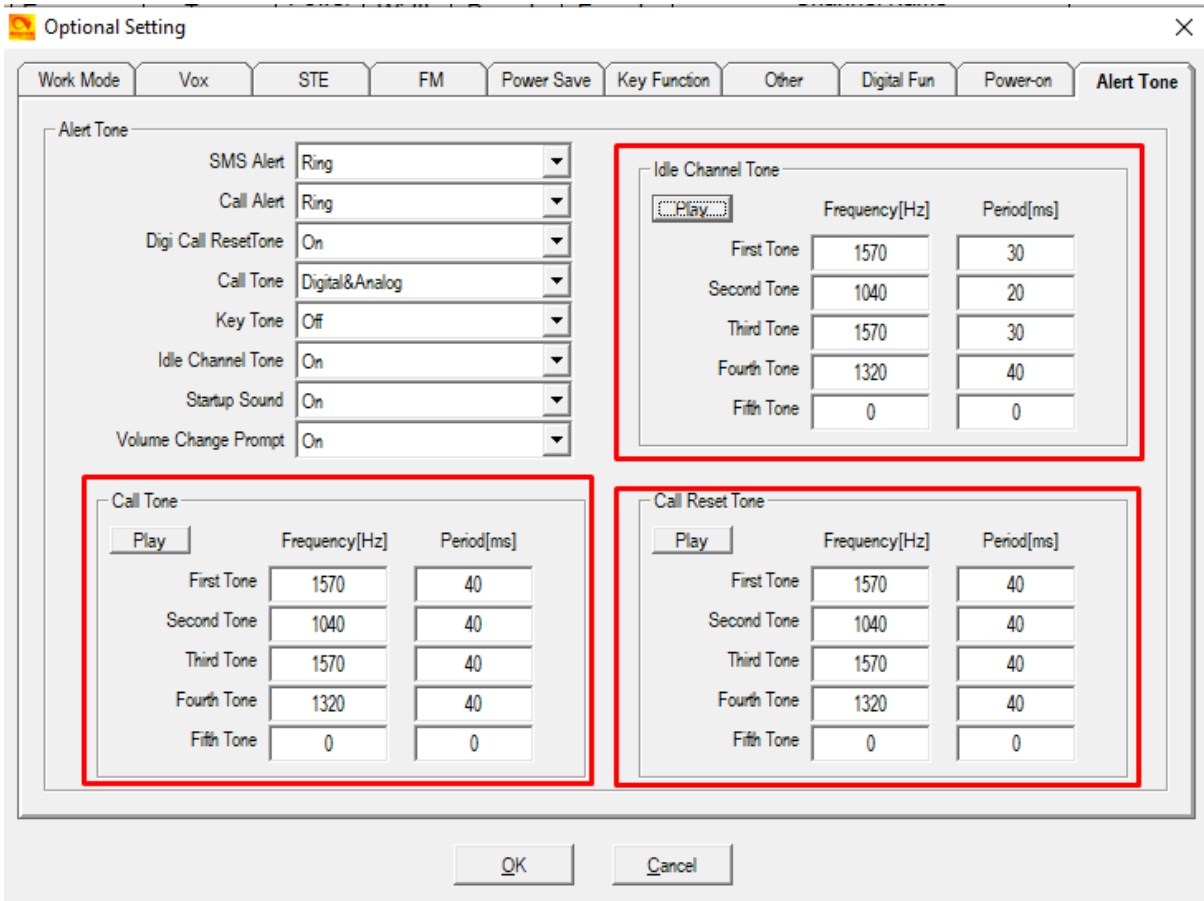 Optional Setting
Work Mode Vox STE FM Power Save Key Function Other Digital Fun Power-on Alert Tone
Alert Tone
SMS Alert Ring
Call Alert Ring
Digi Call ResetTone On
Call Tone Digital&Analog
Key Tone Off
Idle Channel Tone On
Startup Sound On
Volume Change Prompt On
Idle Channel Tone
Play Frequency[Hz] Period[ms]
First Tone 1570 30
Second Tone 1040 20
Third Tone 1570 30
Fourth Tone 1320 40
Fifth Tone 0 0
Call Tone
Play Frequency[Hz] Period[ms]
First Tone 1570 40
Second Tone 1040 40
Third Tone 1570 40
Fourth Tone 1320 40
Fifth Tone 0 0
Call Reset Tone
Play Frequency[Hz] Period[ms]
First Tone 1570 40
Second Tone 1040 40
Third Tone 1570 40
Fourth Tone 1320 40
Fifth Tone 0 0
OK Cancel